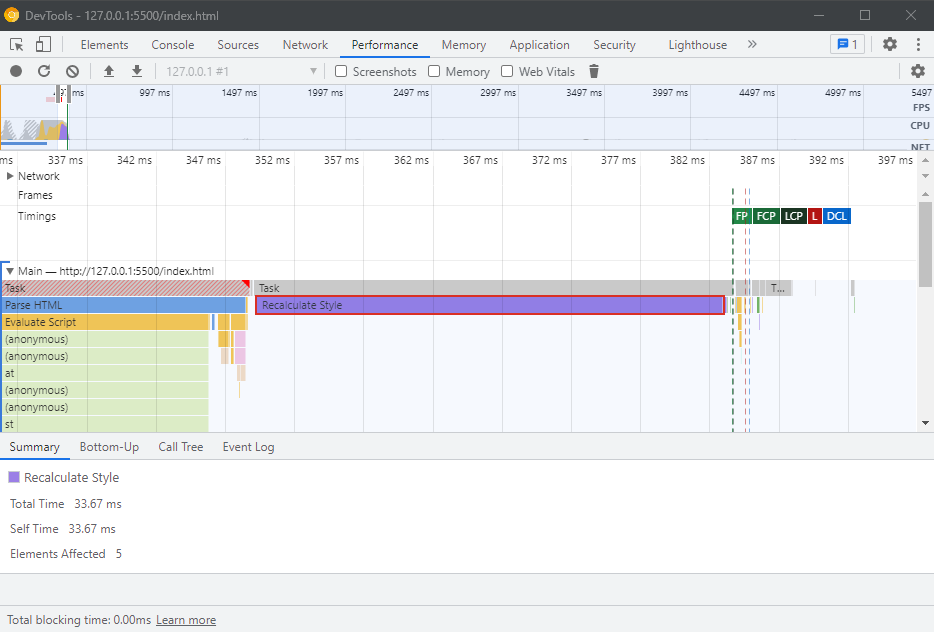 DevTools - 127.0.0.1:5500/index.html
Elements Console Sources Network Performance Memory Application Security Lighthouse » 1
127.0.0.1 #1 Screenshots Memory Web Vitals
ms 997 ms 1497 ms 1997 ms 2497 ms 2997 ms 3497 ms 3997 ms 4497 ms 4997 ms 5497
FPS
CPU
NET
ms 337 ms 342 ms 347 ms 352 ms 357 ms 362 ms 367 ms 372 ms 377 ms 382 ms 387 ms 392 ms 397 ms
Network
Frames
Timings FP FCP LCP L DCL
Main — http://127.0.0.1:5500/index.html
Task Task T...
Parse HTML Recalculate Style
Evaluate Script
(anonymous)
(anonymous)
at
(anonymous)
(anonymous)
st
Summary Bottom-Up Call Tree Event Log
Recalculate Style
Total Time 33.67 ms
Self Time 33.67 ms
Elements Affected 5
Total blocking time: 0.00ms Learn more